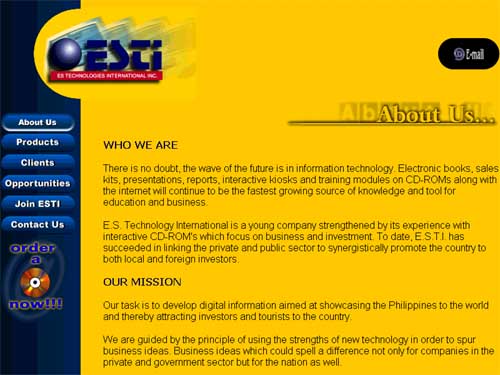 ESTI
ES TECHNOLOGIES INTERNATIONAL INC.
E-mail
About Us...
About Us
Products
Clients
Opportunities
Join ESTI
Contact Us
order
a
now!!!
WHO WE ARE
There is no doubt, the wave of the future is in information technology. Electronic books, sales
kits, presentations, reports, interactive kiosks and training modules on CD-ROMs along with
the internet will continue to be the fastest growing source of knowledge and tool for
education and business.
E.S. Technology International is a young company strengthened by its experience with
interactive CD-ROM's which focus on business and investment. To date, E.S.T.I. has
succeeded in linking the private and public sector to synergistically promote the country to
both local and foreign investors.
OUR MISSION
Our task is to develop digital information aimed at showcasing the Philippines to the world
and thereby attracting investors and tourists to the country.
We are guided by the principle of using the strengths of new technology in order to spur
business ideas. Business ideas which could spell a difference not only for companies in the
private and government sector but for the nation as well.